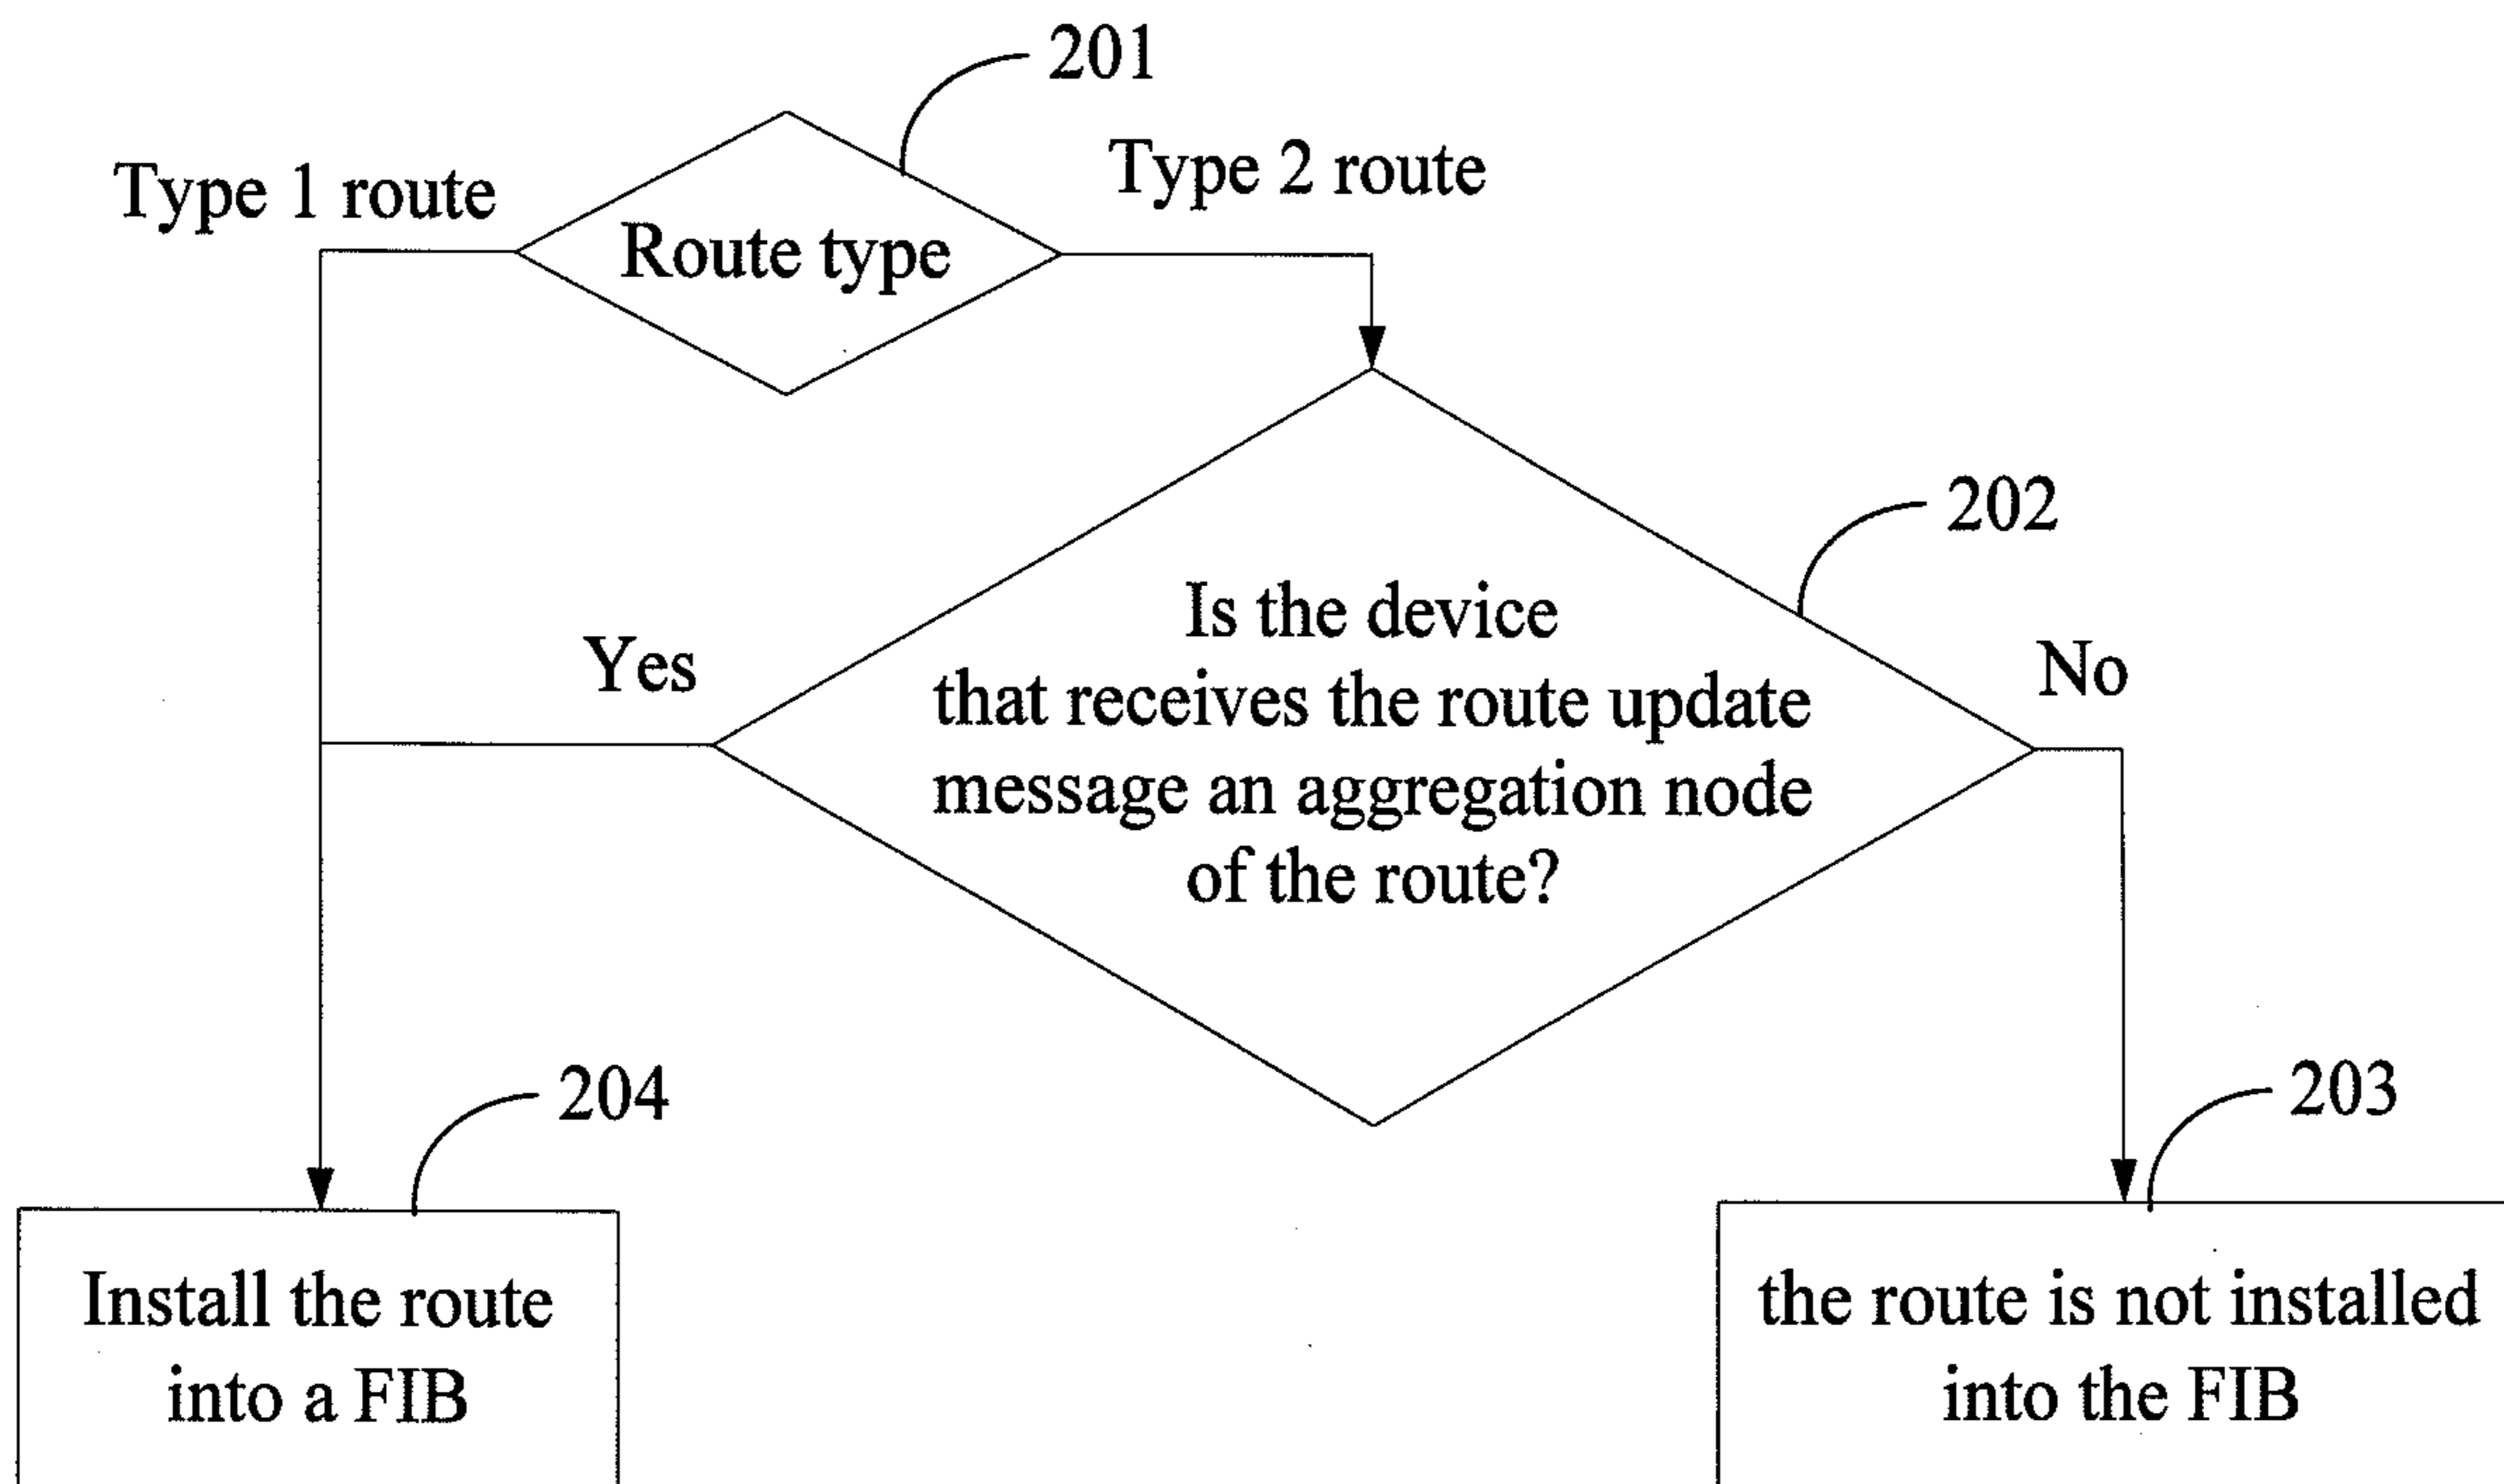 201
Type 1 route
Type 2 route
Route type
202
Is the device
that receives the route update
message an aggregation node
of the route?
Yes
No
204
203
Install the route
into a FIB
the route is not installed
into the FIB